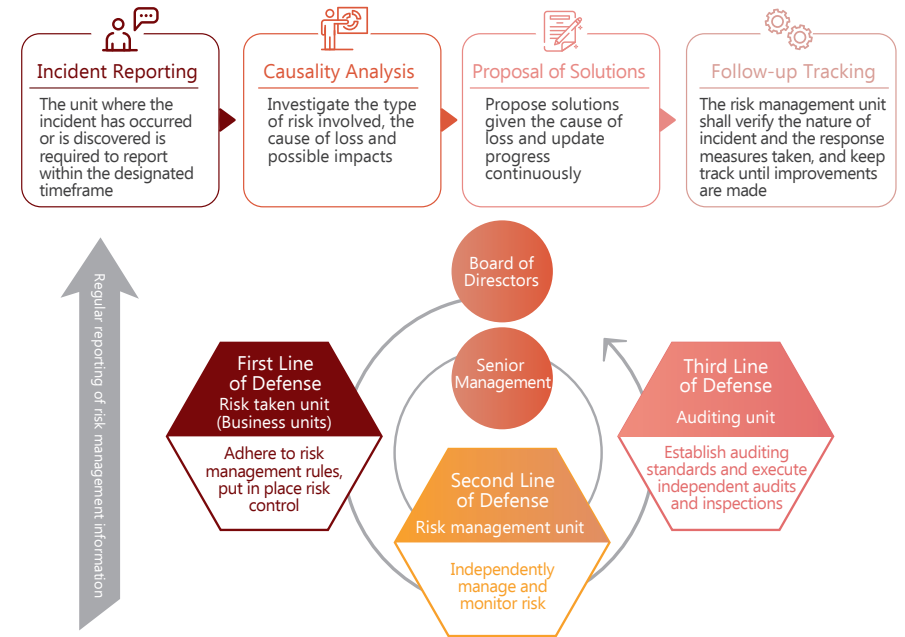 Incident Reporting
The unit where the
incident has occurred
or is discovered is
required to report
within the designated
timeframe
Causality Analysis
Investigate the type
of risk involved, the
cause of loss and
possible impacts
Proposal of Solutions
Propose solutions
given the cause of
loss and update
progress
continuously
Follow-up Tracking
The risk management unit
shall verify the nature of
incident and the response
measures taken, and keep
track until improvements
are made
Regular reporting of risk management information
Board of
Diresctors
Senior
Management
First Line
of Defense
Risk taken unit
(Business units)
Adhere to risk
management rules,
put in place risk
control
Second Line
of Defense
Risk management unit
Independently
manage and
monitor risk
Third Line
of Defense
Auditing unit
Establish auditing
standards and execute
independent audits
and inspections